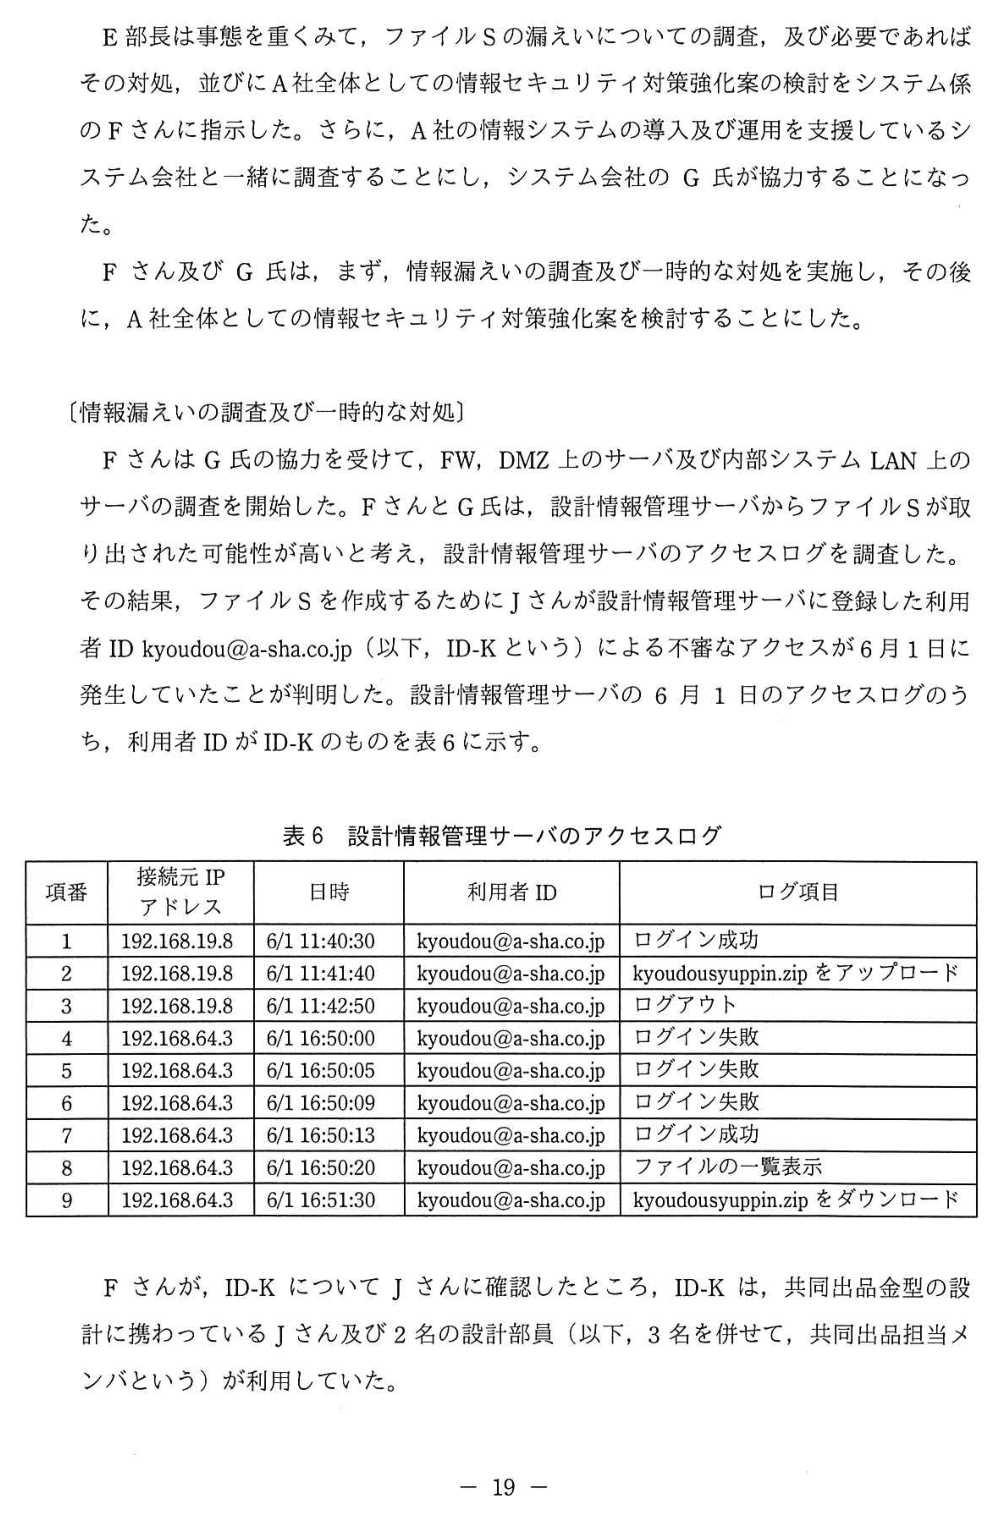 E 部長は事態を重くみて，ファイル S の漏えいについての調査，及び必要であれば
その対処，並びに A 社全体としての情報セキュリティ対策強化案の検討をシステム係
の F さんに指示した。さらに，A 社の情報システムの導入及び運用を支援しているシ
ステム会社と一緒に調査することにし，システム会社の G 氏が協力することになっ
た。
F さん及び G 氏は，まず，情報漏えいの調査及び一時的な対処を実施し，その後
に，A 社全体としての情報セキュリティ対策強化案を検討することにした。
〔情報漏えいの調査及び一時的な対処〕
F さんは G 氏の協力を受けて，FW，DMZ 上のサーバ及び内部システム LAN 上の
サーバの調査を開始した。F さんと G 氏は，設計情報管理サーバからファイル S が取
り出された可能性が高いと考え，設計情報管理サーバのアクセスログを調査した。
その結果，ファイル S を作成するために J さんが設計情報管理サーバに登録した利用
者 ID kyoudou@a-sha.co.jp（以下，ID-K という）による不審なアクセスが 6 月 1 日に
発生していたことが判明した。設計情報管理サーバの 6 月 1 日のアクセスログのう
ち，利用者 ID が ID-K のものを表 6 に示す。
表 6　設計情報管理サーバのアクセスログ
項番 接続元 IP アドレス 日時 利用者 ID ログ項目
1 192.168.19.8 6/1 11:40:30 kyoudou@a-sha.co.jp ログイン成功
2 192.168.19.8 6/1 11:41:40 kyoudou@a-sha.co.jp kyoudousyuppin.zip をアップロード
3 192.168.19.8 6/1 11:42:50 kyoudou@a-sha.co.jp ログアウト
4 192.168.64.3 6/1 16:50:00 kyoudou@a-sha.co.jp ログイン失敗
5 192.168.64.3 6/1 16:50:05 kyoudou@a-sha.co.jp ログイン失敗
6 192.168.64.3 6/1 16:50:09 kyoudou@a-sha.co.jp ログイン失敗
7 192.168.64.3 6/1 16:50:13 kyoudou@a-sha.co.jp ログイン成功
8 192.168.64.3 6/1 16:50:20 kyoudou@a-sha.co.jp ファイルの一覧表示
9 192.168.64.3 6/1 16:51:30 kyoudou@a-sha.co.jp kyoudousyuppin.zip をダウンロード
F さんが，ID-K について J さんに確認したところ，ID-K は，共同出品金型の設
計に携わっている J さん及び 2 名の設計部員（以下，3 名を併せて，共同出品担当メ
ンバという）が利用していた。
— 19 —